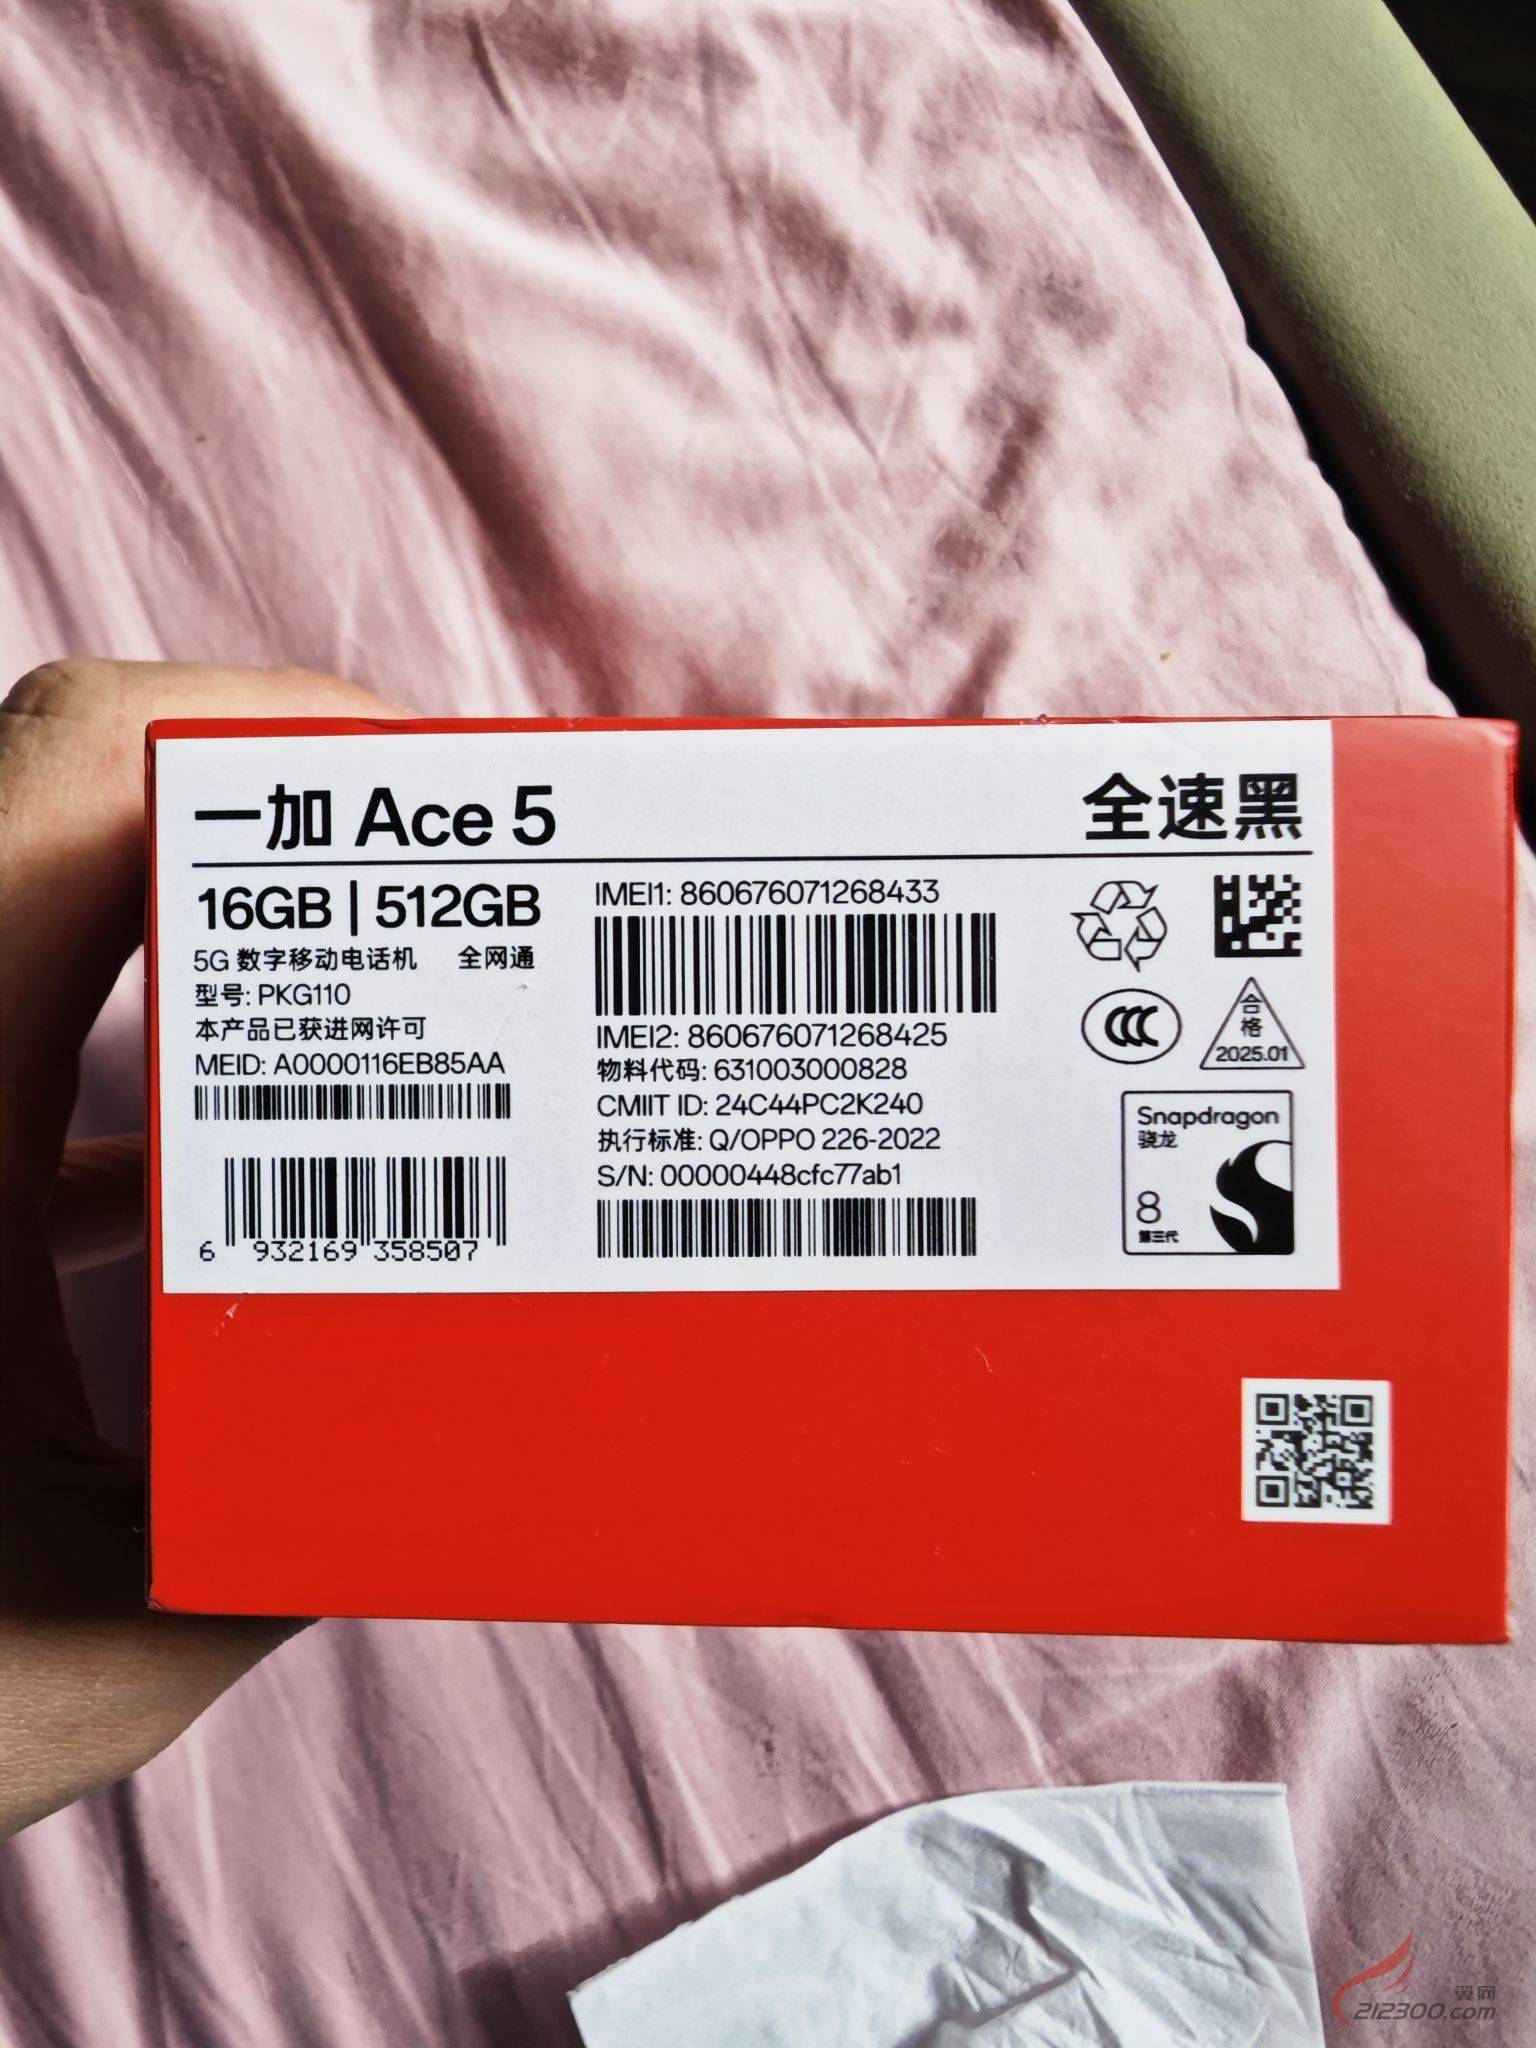 一加 Ace 5
全速黑
16GB | 512GB
5G 数字移动电话机 全网通
型号: PKG110
本产品已获进网许可
MEID: A0000116EB85AA
6 932169 358507
IMEI1: 860676071268433
IMEI2: 860676071268425
物料代码: 631003000828
CMIIT ID: 24C44PC2K240
执行标准: Q/OPPO 226-2022
S/N: 00000448cfc77ab1
CCC
合
格
2025.01
Snapdragon
骁龙
8
第三代
翼网
212300.com